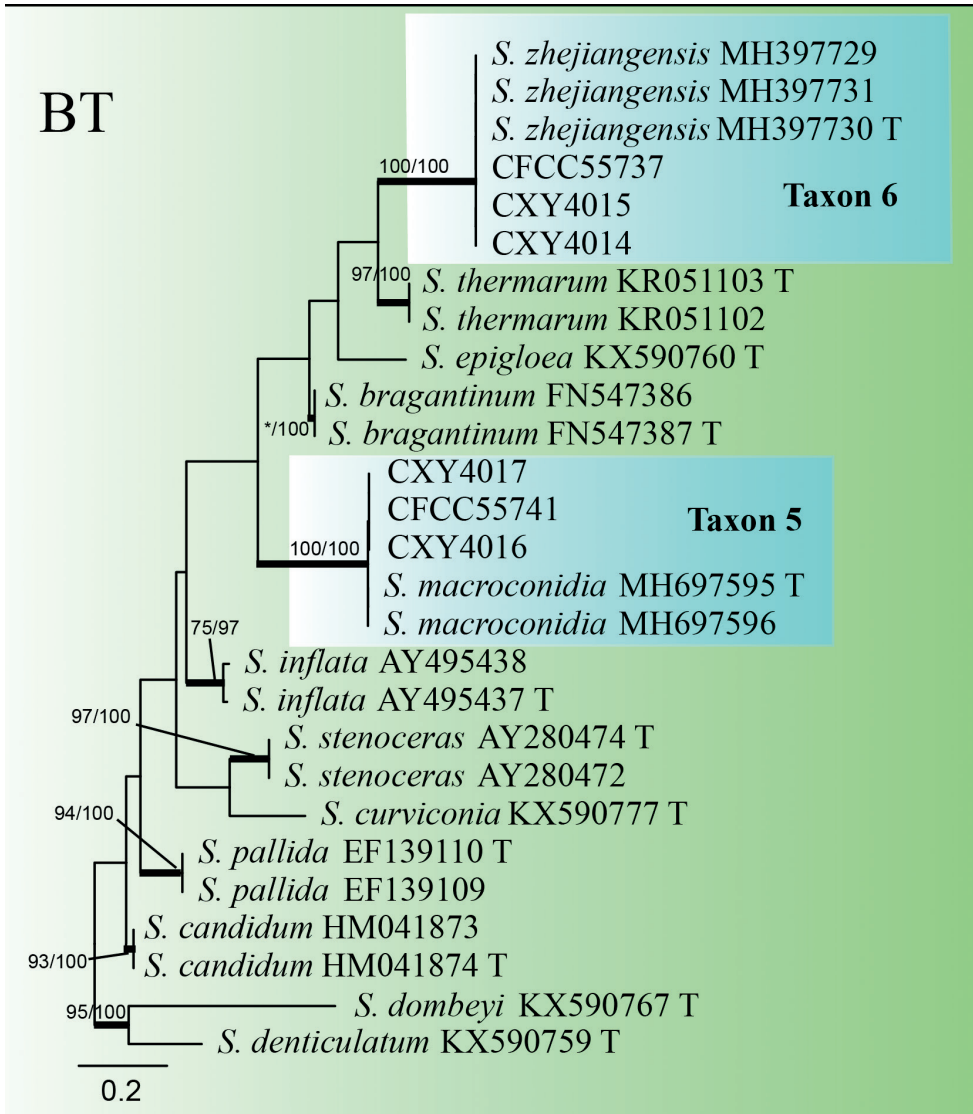 BT
S. zhejiangensis MH397729
S. zhejiangensis MH397731
S. zhejiangensis MH397730 T
100/100
CFCC55737
Taxon 6
CXY4015
CXY4014
97/100
S. thermarum KR051103 T
S. thermarum KR051102
S. epigloea KX590760 T
S. bragantinum FN547386
*/100
S. bragantinum FN547387 T
CXY4017
CFCC55741
Taxon 5
100/100
CXY4016
S. macroconidia MH697595 T
S. macroconidia MH697596
75/97
S. inflata AY495438
S. inflata AY495437 T
97/100
S. stenoceras AY280474 T
S. stenoceras AY280472
S. curviconia KX590777 T
94/100
S. pallida EF139110 T
S. pallida EF139109
S. candidum HM041873
93/100
S. candidum HM041874 T
95/100
S. dombeyi KX590767 T
S. denticulatum KX590759 T
0.2